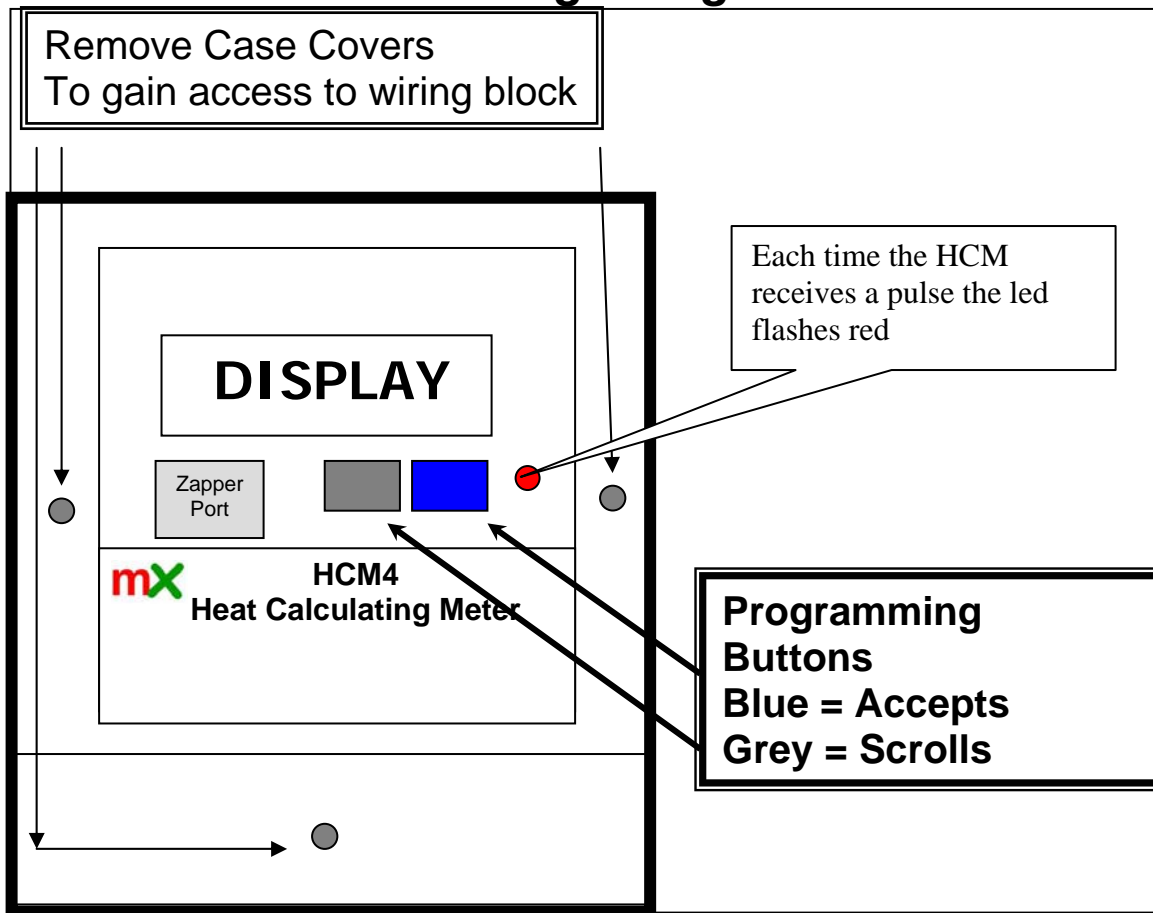 Remove Case Covers
To gain access to wiring block
Each time the HCM
receives a pulse the led
flashes red
DISPLAY
Zapper
Port
mX
HCM4
Heat Calculating Meter
Programming
Buttons
Blue = Accepts
Grey = Scrolls